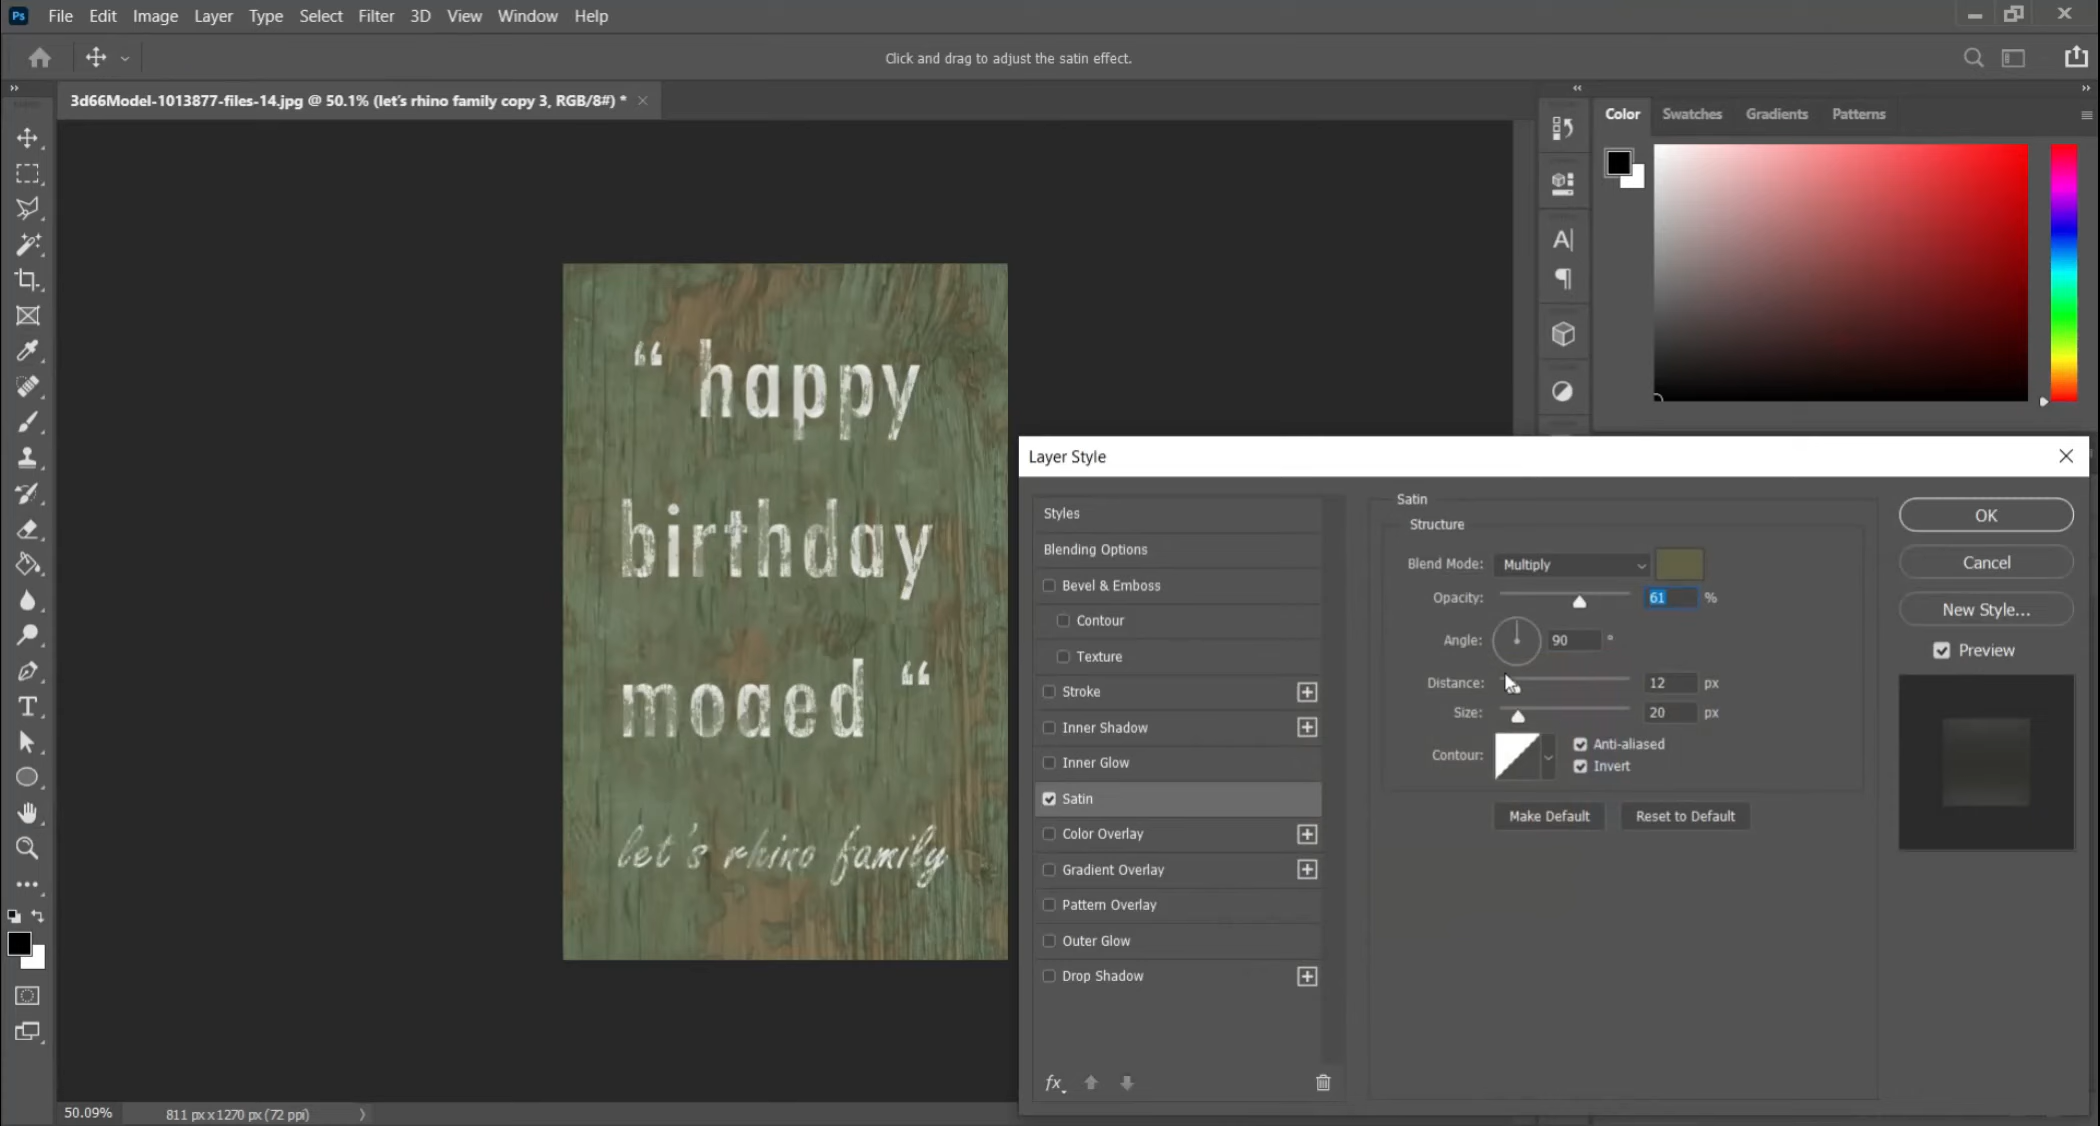 Ps File Edit Image Layer Type Select Filter 3D View Window Help
Click and drag to adjust the satin effect.
3d66Model-1013877-files-14.jpg @ 50.1% (let's rhino family copy 3, RGB/8#) *
Color Swatches Gradients Patterns
“ happy
birthday
moaed “
let's rhino family
Layer Style
Styles
Blending Options
Bevel & Emboss
Contour
Texture
Stroke
Inner Shadow
Inner Glow
Satin
Color Overlay
Gradient Overlay
Pattern Overlay
Outer Glow
Drop Shadow
fx
Satin
Structure
Blend Mode: Multiply
Opacity: 61 %
Angle: 90 °
Distance: 12 px
Size: 20 px
Contour:
Anti-aliased
Invert
Make Default Reset to Default
OK
Cancel
New Style...
Preview
50.09% 811 px x 1270 px (72 ppi)